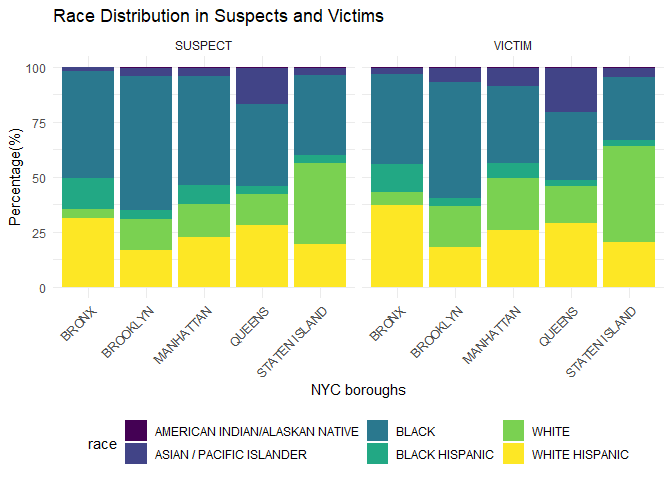 Race Distribution in Suspects and Victims
SUSPECT
VICTIM
Percentage(%)
100
75
50
25
0
BRONX
BROOKLYN
MANHATTAN
QUEENS
STATEN ISLAND
BRONX
BROOKLYN
MANHATTAN
QUEENS
STATEN ISLAND
NYC boroughs
race
AMERICAN INDIAN/ALASKAN NATIVE
BLACK
WHITE
ASIAN / PACIFIC ISLANDER
BLACK HISPANIC
WHITE HISPANIC